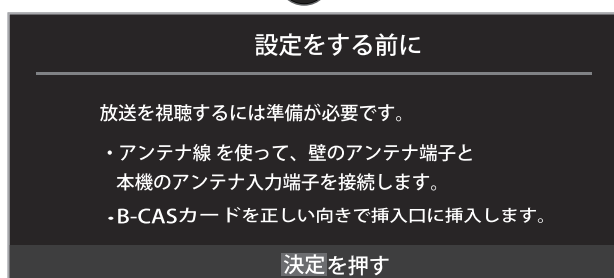 設定をする前に
放送を視聴するには準備が必要です。
・アンテナ線 を使って、壁のアンテナ端子と
本機のアンテナ入力端子を接続します。
・B-CASカードを正しい向きで挿入口に挿入します。
決定を押す